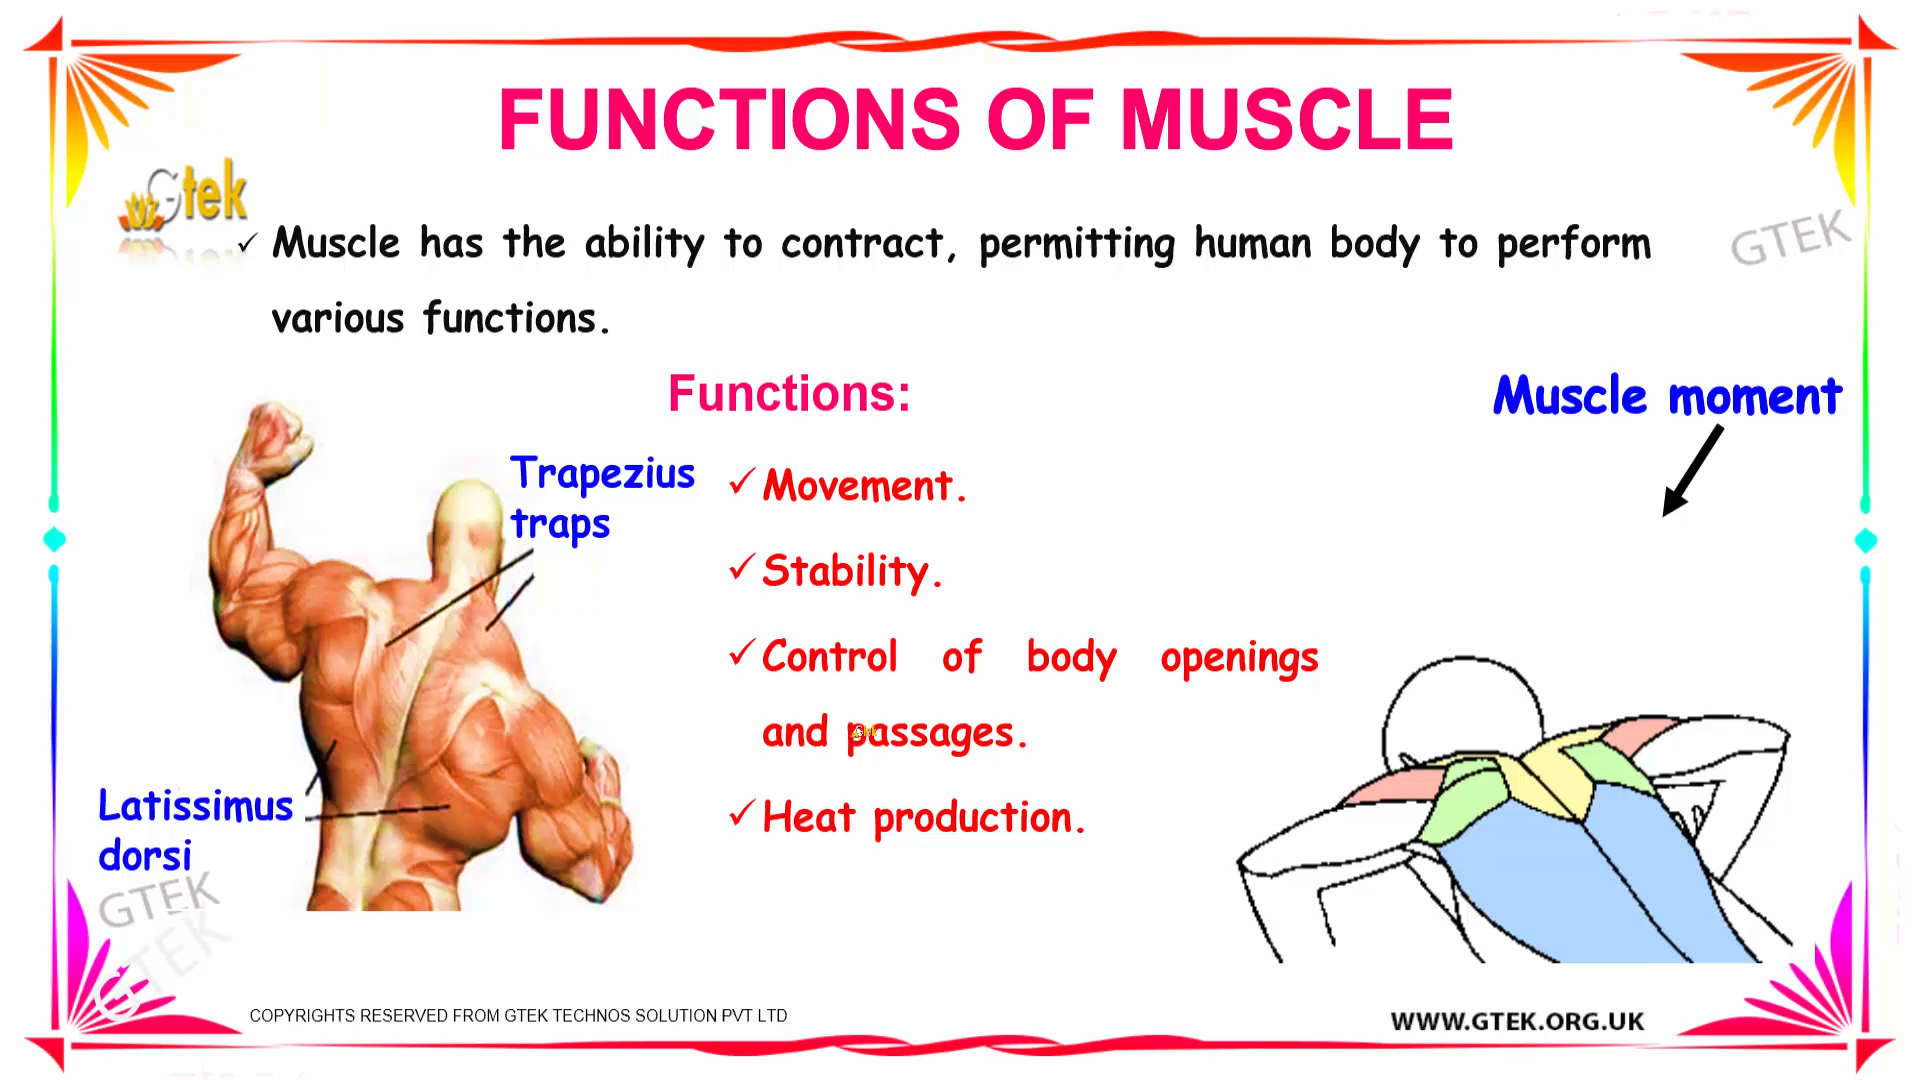 FUNCTIONS OF MUSCLE
Gtek
✓ Muscle has the ability to contract, permitting human body to perform
various functions.
GTEK
Functions:
Muscle moment
Trapezius
traps
✓ Movement.
✓ Stability.
✓ Control of body openings
and passages.
Gtek
✓ Heat production.
Latissimus
dorsi
GTEK
GTEK
G
COPYRIGHTS RESERVED FROM GTEK TECHNOS SOLUTION PVT LTD
WWW.GTEK.ORG.UK